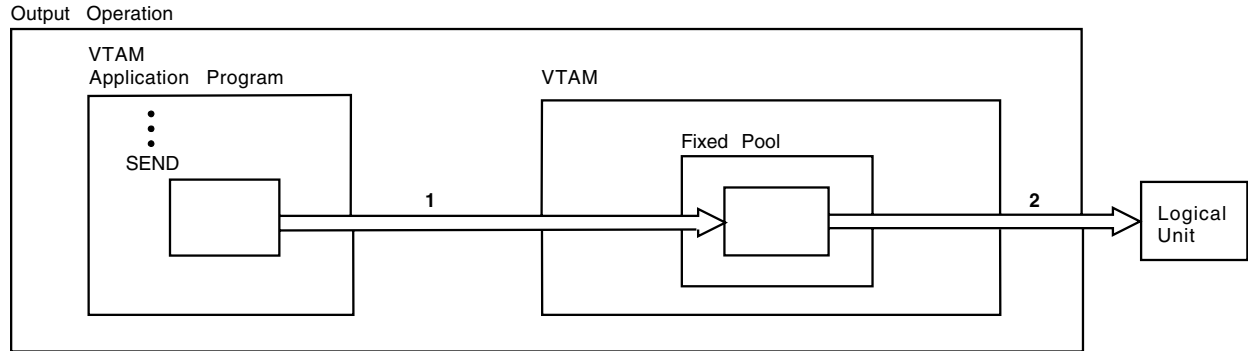 Output Operation
VTAM
Application Program
SEND
1
VTAM
Fixed Pool
2
Logical
Unit